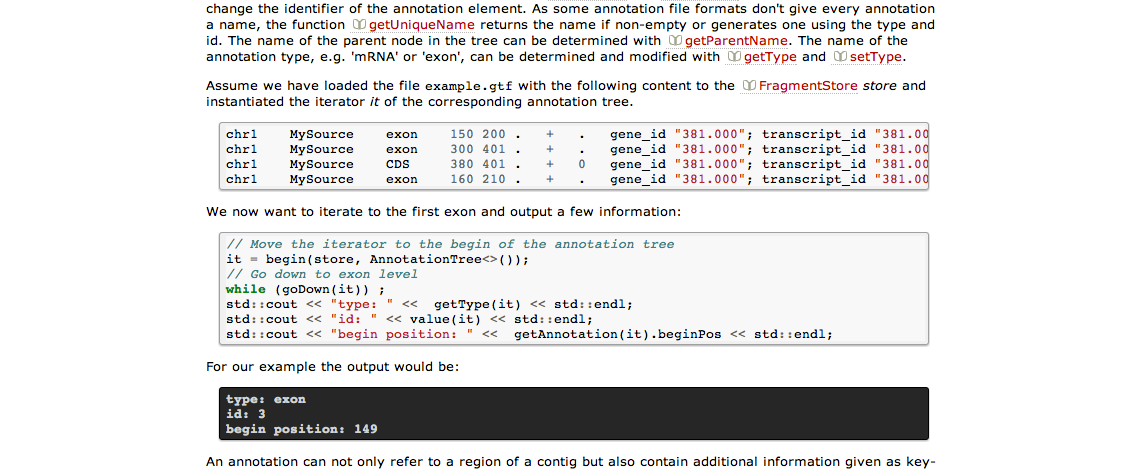 change the identifier of the annotation element. As some annotation file formats don't give every annotation
a name, the function getUniqueName returns the name if non-empty or generates one using the type and
id. The name of the parent node in the tree can be determined with getParentName. The name of the
annotation type, e.g. 'mRNA' or 'exon', can be determined and modified with getType and setType.
Assume we have loaded the file example.gtf with the following content to the FragmentStore store and
instantiated the iterator it of the corresponding annotation tree.
chr1 MySource exon 150 200 . + . gene_id "381.000"; transcript_id "381.00
chr1 MySource exon 300 401 . + . gene_id "381.000"; transcript_id "381.00
chr1 MySource CDS 380 401 . + 0 gene_id "381.000"; transcript_id "381.00
chr1 MySource exon 160 210 . + . gene_id "381.000"; transcript_id "381.00
We now want to iterate to the first exon and output a few information:
// Move the iterator to the begin of the annotation tree
it = begin(store, AnnotationTree<>());
// Go down to exon level
while (goDown(it)) ;
std::cout << "type: " << getType(it) << std::endl;
std::cout << "id: " << value(it) << std::endl;
std::cout << "begin position: " << getAnnotation(it).beginPos << std::endl;
For our example the output would be:
type: exon
id: 3
begin position: 149
An annotation can not only refer to a region of a contig but also contain additional information given as key-